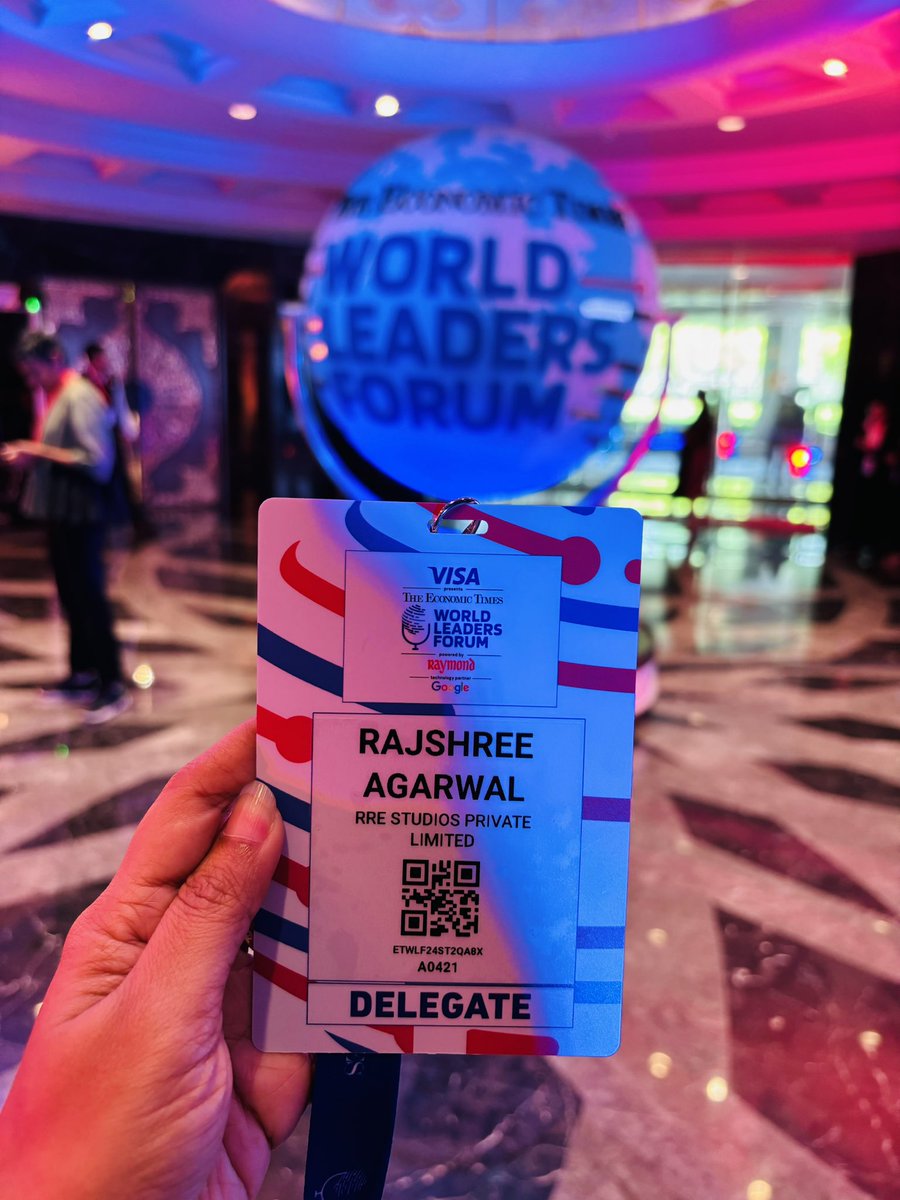 THE ECONOMIC TIMES
WORLD
LEADERS
FORUM
VISA
presents
THE ECONOMIC TIMES
WORLD
LEADERS
FORUM
powered by
Raymond
technology partner
Google
RAJSHREE
AGARWAL
RRE STUDIOS PRIVATE
LIMITED
ETWLF24ST2QA8X
A0421
DELEGATE